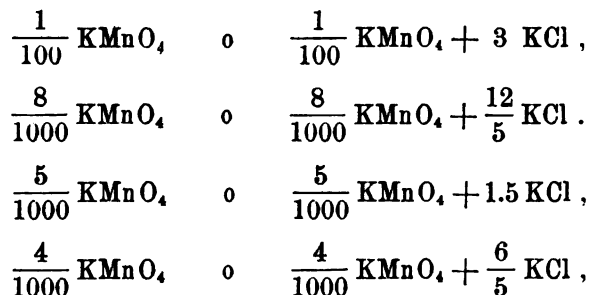 1/100 KMnO₄ o 1/100 KMnO₄ + 3 KCl ,
8/1000 KMnO₄ o 8/1000 KMnO₄ + 12/5 KCl .
5/1000 KMnO₄ o 5/1000 KMnO₄ + 1.5 KCl ,
4/1000 KMnO₄ o 4/1000 KMnO₄ + 6/5 KCl ,